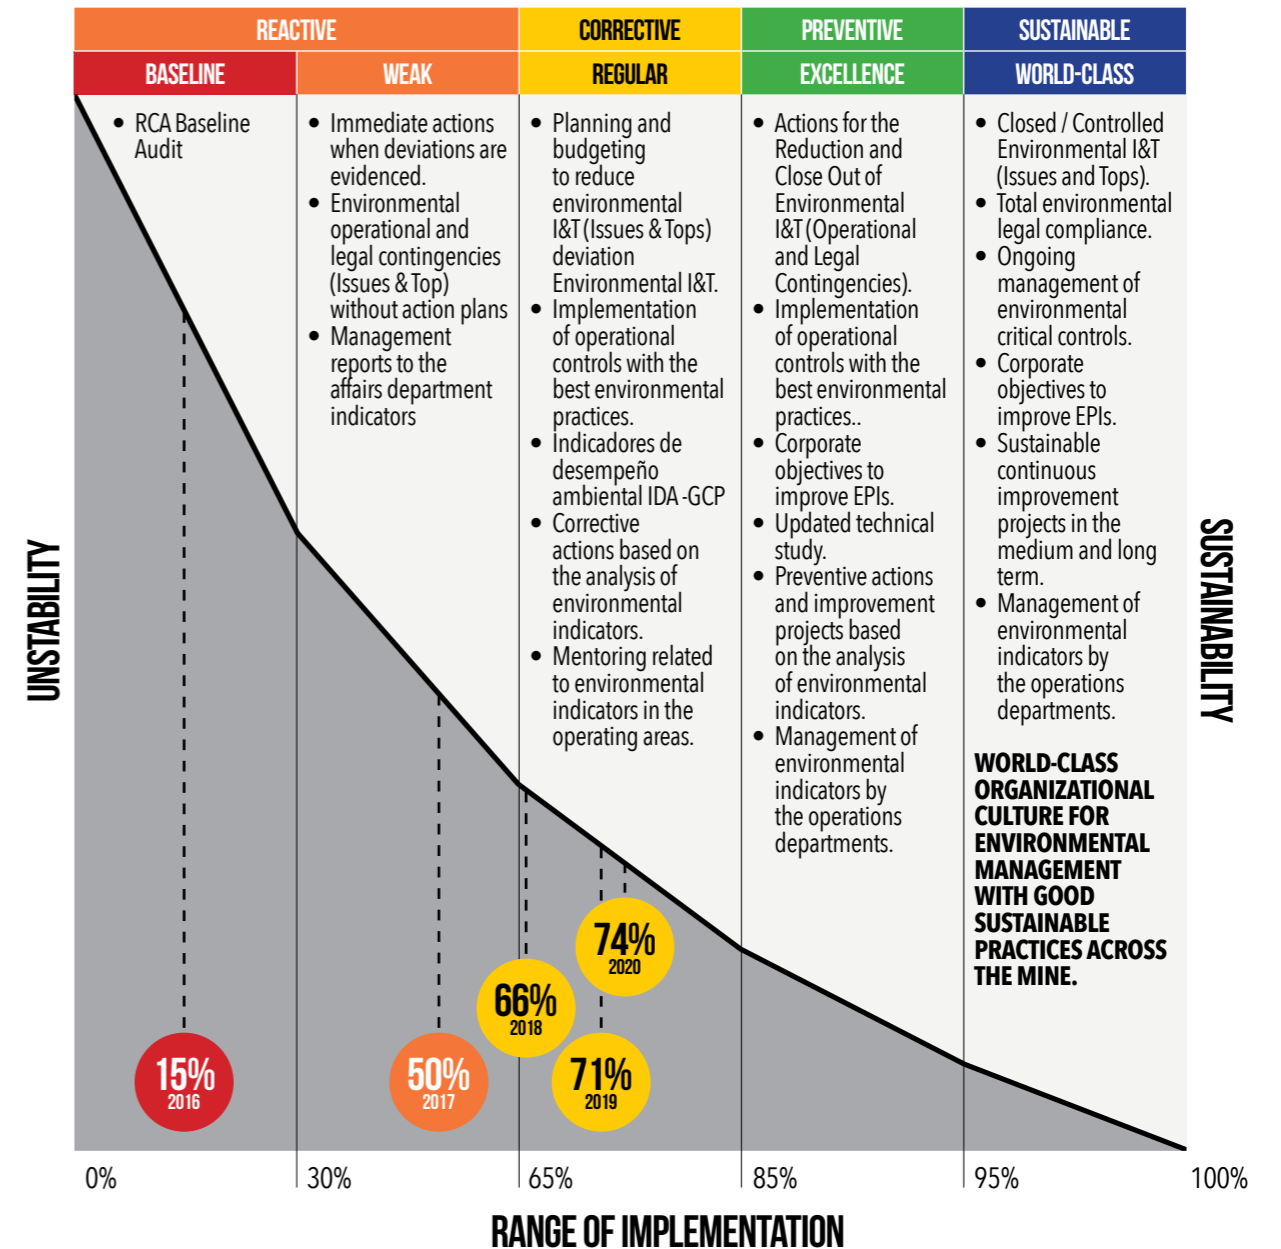 REACTIVE
CORRECTIVE
PREVENTIVE
SUSTAINABLE
BASELINE
WEAK
REGULAR
EXCELLENCE
WORLD-CLASS
• RCA Baseline
Audit
• Immediate actions
when deviations are
evidenced.
• Environmental
operational and
legal contingencies
(Issues & Top)
without action plans
• Management
reports to the
affairs department
indicators
• Planning and
budgeting
to reduce
environmental
I&T (Issues & Tops)
deviation
Environmental I&T.
• Implementation
of operational
controls with the
best environmental
practices.
• Indicadores de
desempeño
ambiental IDA -GCP
• Corrective
actions based on
the analysis of
environmental
indicators.
• Mentoring related
to environmental
indicators in the
operating areas.
• Actions for the
Reduction and
Close Out of
Environmental
I&T (Operational
and Legal
Contingencies).
• Implementation
of operational
controls with the
best environmental
practices..
• Corporate
objectives to
improve EPIs.
• Updated technical
study.
• Preventive actions
and improvement
projects based
on the analysis
of environmental
indicators.
• Management of
environmental
indicators by
the operations
departments.
• Closed / Controlled
Environmental I&T
(Issues and Tops).
• Total environmental
legal compliance.
• Ongoing
management of
environmental
critical controls.
• Corporate
objectives to
improve EPIs.
• Sustainable
continuous
improvement
projects in the
medium and long
term.
• Management of
environmental
indicators by
the operations
departments.
WORLD-CLASS
ORGANIZATIONAL
CULTURE FOR
ENVIRONMENTAL
MANAGEMENT
WITH GOOD
SUSTAINABLE
PRACTICES ACROSS
THE MINE.
UNSTABILITY
SUSTAINABILITY
15%
2016
50%
2017
66%
2018
71%
2019
74%
2020
0%
30%
65%
85%
95%
100%
RANGE OF IMPLEMENTATION